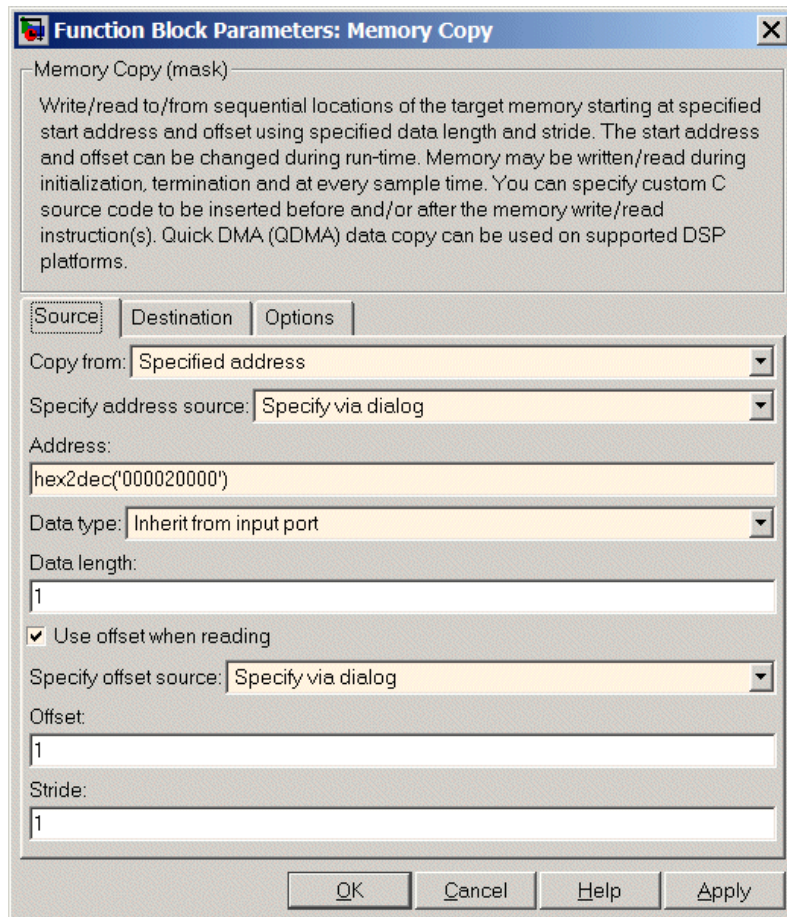 Function Block Parameters: Memory Copy
Memory Copy (mask)
Write/read to/from sequential locations of the target memory starting at specified
start address and offset using specified data length and stride. The start address
and offset can be changed during run-time. Memory may be written/read during
initialization, termination and at every sample time. You can specify custom C
source code to be inserted before and/or after the memory write/read
instruction(s). Quick DMA (QDMA) data copy can be used on supported DSP
platforms.
Source Destination Options
Copy from: Specified address
Specify address source: Specify via dialog
Address:
hex2dec('000020000')
Data type: Inherit from input port
Data length:
1
Use offset when reading
Specify offset source: Specify via dialog
Offset:
1
Stride:
1
OK Cancel Help Apply